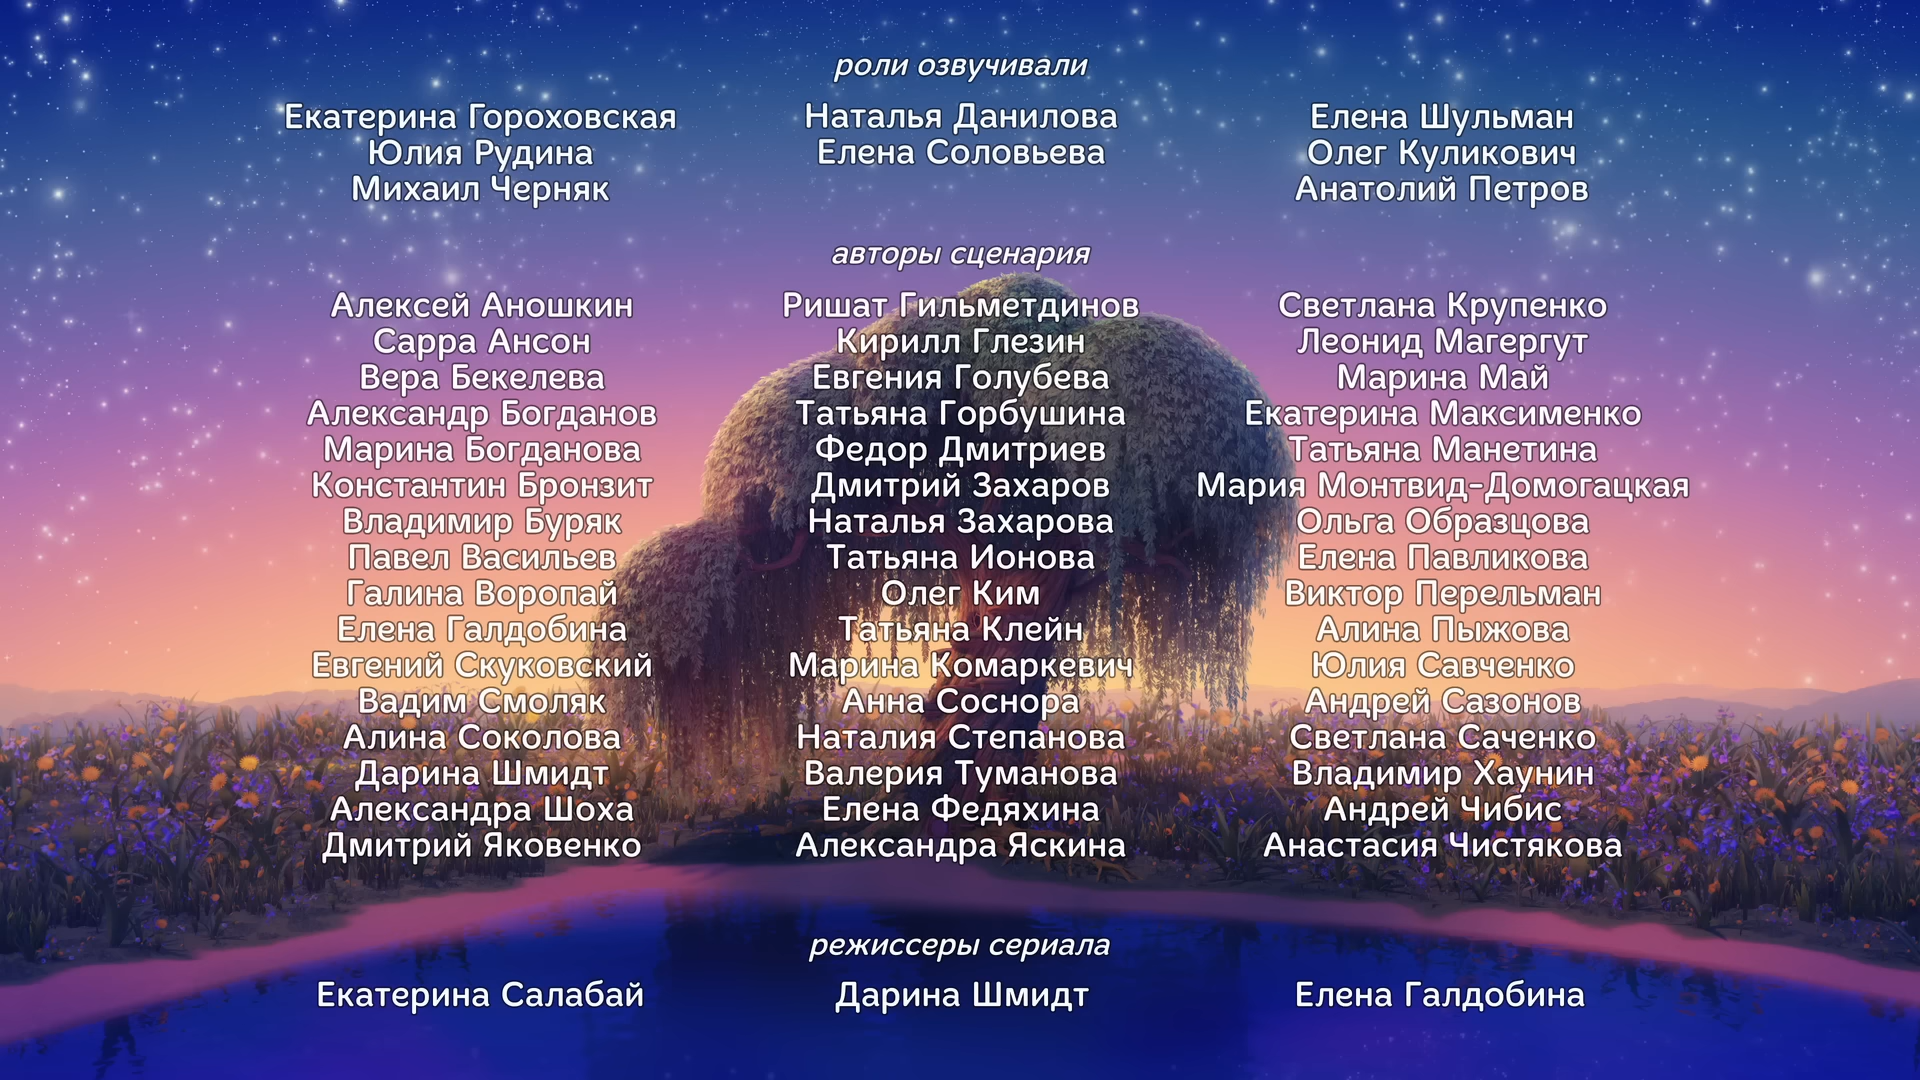 роли озвучивали
Екатерина Гороховская
Юлия Рудина
Михаил Черняк
Наталья Данилова
Елена Соловьева
Елена Шульман
Олег Куликович
Анатолий Петров
авторы сценария
Алексей Аношкин
Сарра Ансон
Вера Бекелева
Александр Богданов
Марина Богданова
Константин Бронзит
Владимир Буряк
Павел Васильев
Галина Воропай
Елена Галдобина
Евгений Скуковский
Вадим Смоляк
Алина Соколова
Дарина Шмидт
Александра Шоха
Дмитрий Яковенко
Ришат Гильметдинов
Кирилл Глезин
Евгения Голубева
Татьяна Горбушина
Федор Дмитриев
Дмитрий Захаров
Наталья Захарова
Татьяна Ионова
Олег Ким
Татьяна Клейн
Марина Комаркевич
Анна Соснора
Наталия Степанова
Валерия Туманова
Елена Федяхина
Александра Яскина
Светлана Крупенко
Леонид Магергут
Марина Май
Екатерина Максименко
Татьяна Манетина
Мария Монтвид-Домогацкая
Ольга Образцова
Елена Павликова
Виктор Перельман
Алина Пыжова
Юлия Савченко
Андрей Сазонов
Светлана Саченко
Владимир Хаунин
Андрей Чибис
Анастасия Чистякова
режиссеры сериала
Екатерина Салабай
Дарина Шмидт
Елена Галдобина